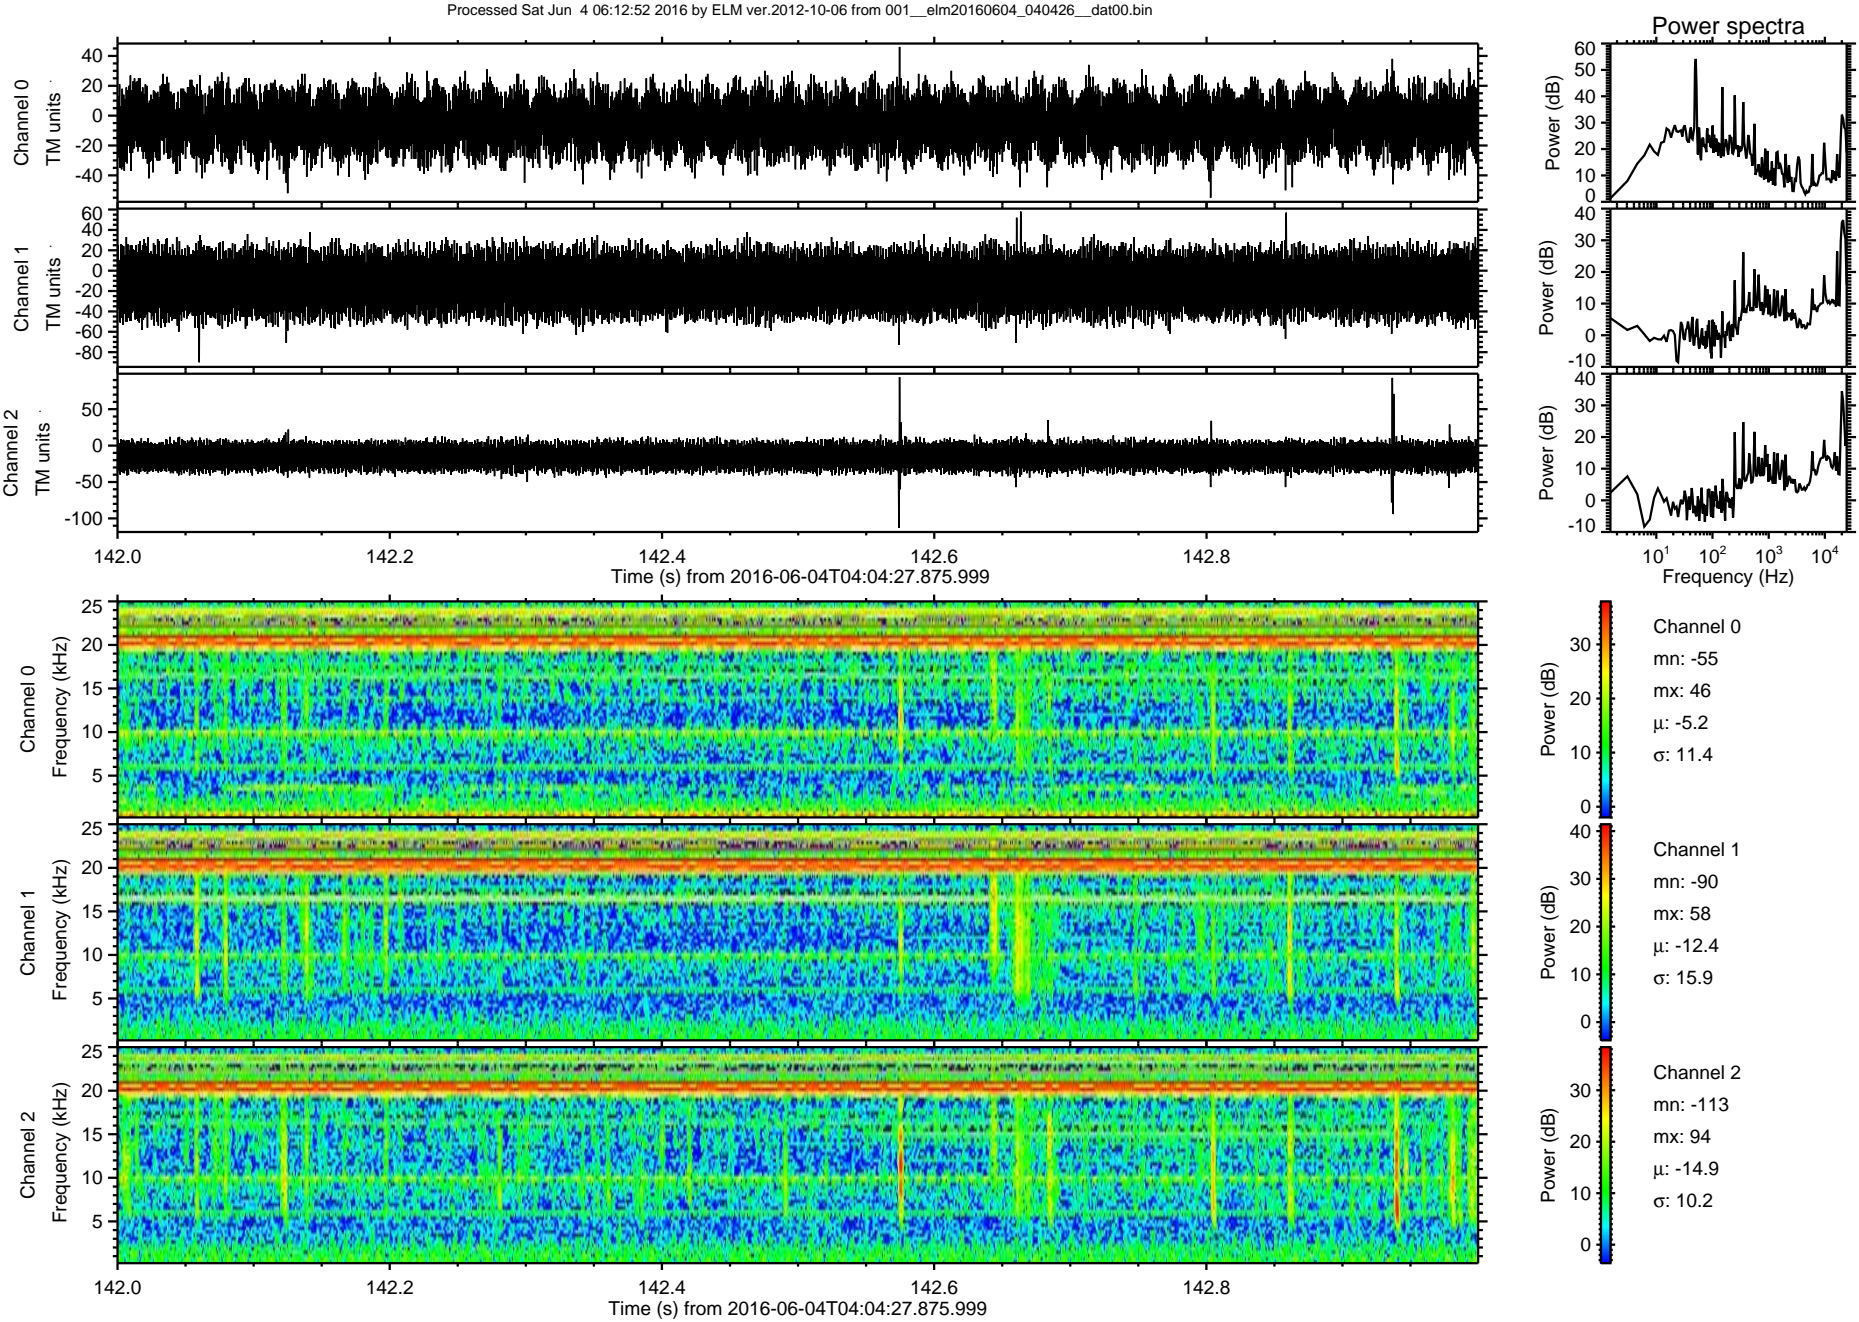 Processed Sat Jun  4 06:12:52 2016 by ELM ver.2012-10-06 from 001__elm20160604_040426__dat00.bin
Power spectra
Channel 0
TM units
40
20
0
-20
-40
Power (dB)
60
50
40
30
20
10
0
Channel 1
TM units
60
40
20
0
-20
-40
-60
-80
Power (dB)
40
30
20
10
0
-10
Channel 2
TM units
50
0
-50
-100
Power (dB)
40
30
20
10
0
-10
142.0 142.2 142.4 142.6 142.8
Time (s) from 2016-06-04T04:04:27.875.999
10^1 10^2 10^3 10^4
Frequency (Hz)
Channel 0
Frequency (kHz)
25
20
15
10
5
Power (dB)
30
20
10
0
Channel 0
mn: -55
mx: 46
μ: -5.2
σ: 11.4
Channel 1
Frequency (kHz)
25
20
15
10
5
Power (dB)
40
30
20
10
0
Channel 1
mn: -90
mx: 58
μ: -12.4
σ: 15.9
Channel 2
Frequency (kHz)
25
20
15
10
5
Power (dB)
30
20
10
0
Channel 2
mn: -113
mx: 94
μ: -14.9
σ: 10.2
142.0 142.2 142.4 142.6 142.8
Time (s) from 2016-06-04T04:04:27.875.999